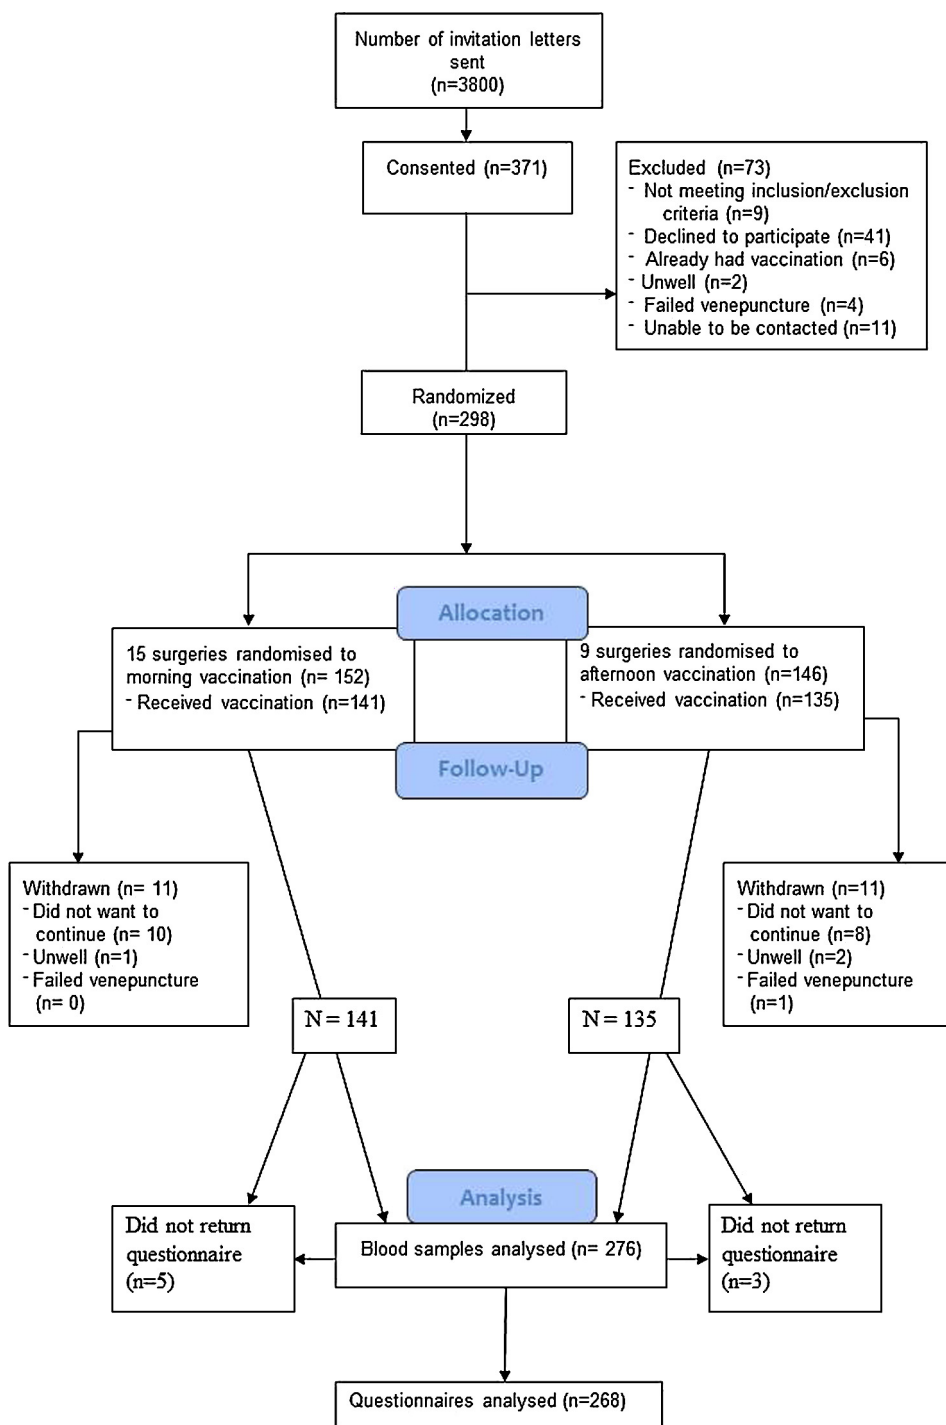 Number of invitation letters
sent
(n=3800)
Consented (n=371)
Excluded (n=73)
- Not meeting inclusion/exclusion
criteria (n=9)
- Declined to participate (n=41)
- Already had vaccination (n=6)
- Unwell (n=2)
- Failed venepuncture (n=4)
- Unable to be contacted (n=11)
Randomized
(n=298)
Allocation
15 surgeries randomised to
morning vaccination (n= 152)
- Received vaccination (n=141)
9 surgeries randomised to
afternoon vaccination (n=146)
- Received vaccination (n=135)
Follow-Up
Withdrawn (n= 11)
- Did not want to
continue (n= 10)
- Unwell (n=1)
- Failed venepuncture
(n= 0)
Withdrawn (n=11)
- Did not want to
continue (n=8)
- Unwell (n=2)
- Failed venepuncture
(n=1)
N = 141
N = 135
Analysis
Did not return
questionnaire
(n=5)
Blood samples analysed (n= 276)
Did not return
questionnaire
(n=3)
Questionnaires analysed (n=268)